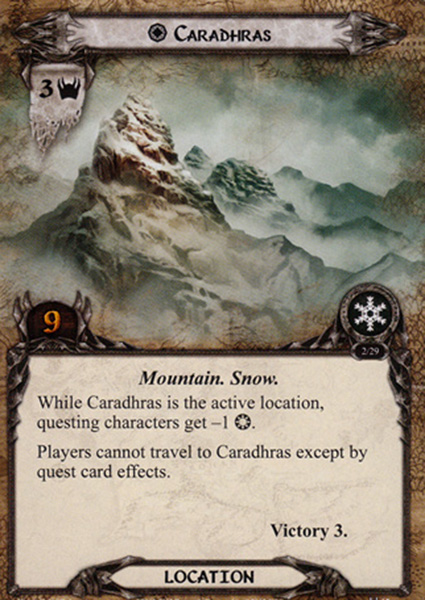 CARADHRAS
3
9
2/29
Mountain. Snow.
While Caradhras is the active location,
questing characters get –1 .
Players cannot travel to Caradhras except by
quest card effects.
Victory 3.
LOCATION